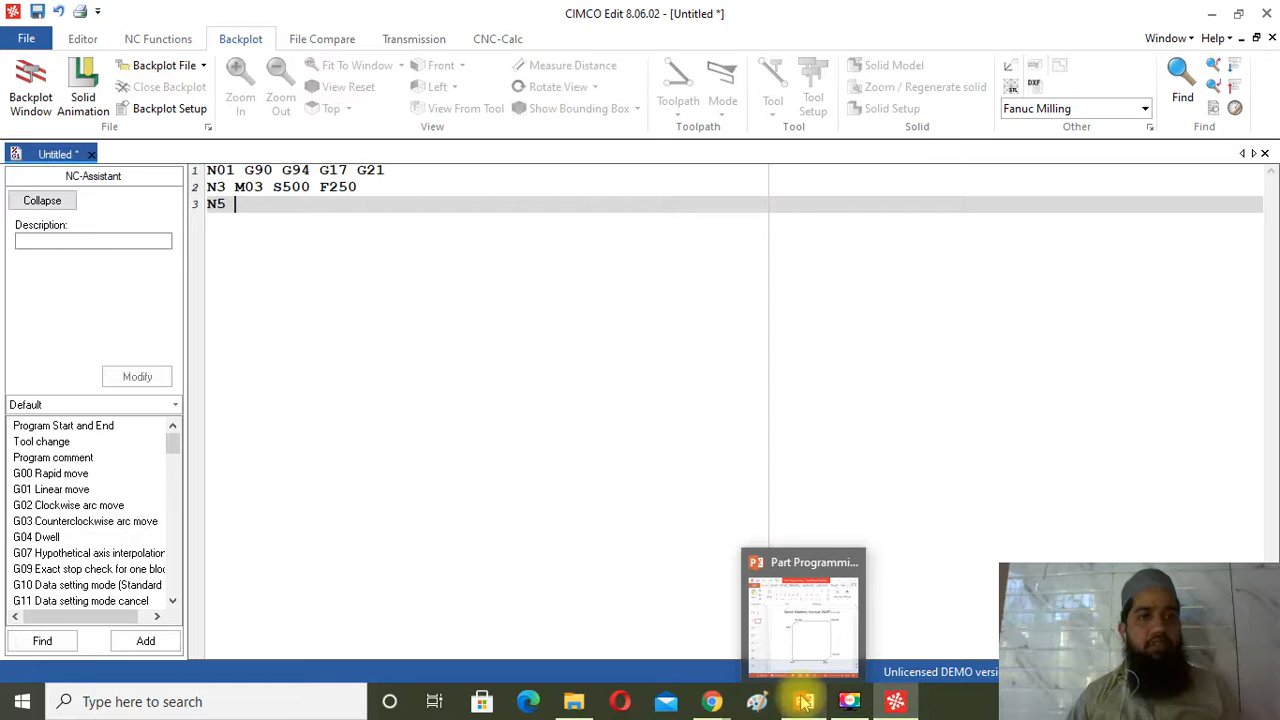 CIMCO Edit 8.06.02 - [Untitled *]
File Editor NC Functions Backplot File Compare Transmission CNC-Calc Window Help
Backplot Window
Solid Animation
Backplot File
Close Backplot
Backplot Setup
File
Zoom In
Zoom Out
Fit To Window
View Reset
Top
Front
Left
View From Tool
Measure Distance
Rotate View
Show Bounding Box
View
Toolpath
Mode
Toolpath
Tool
Tool Setup
Tool
Solid Model
Zoom / Regenerate solid
Solid Setup
Solid
DXF
Fanuc Milling
Other
Find
Find
Untitled *
NC-Assistant
Collapse
Description:
Modify
Default
Program Start and End
Tool change
Program comment
G00 Rapid move
G01 Linear move
G02 Clockwise arc move
G03 Counterclockwise arc move
G04 Dwell
G07 Hypothetical axis interpolation
G09 Exact stop check for one bloc
G10 Data setting mode (Standard
G11 Data setting mode cancel
Find Add
1 N01 G90 G94 G17 G21
2 N3 M03 S500 F250
3 N5
Part Programmi...
Unlicensed DEMO versi
Type here to search